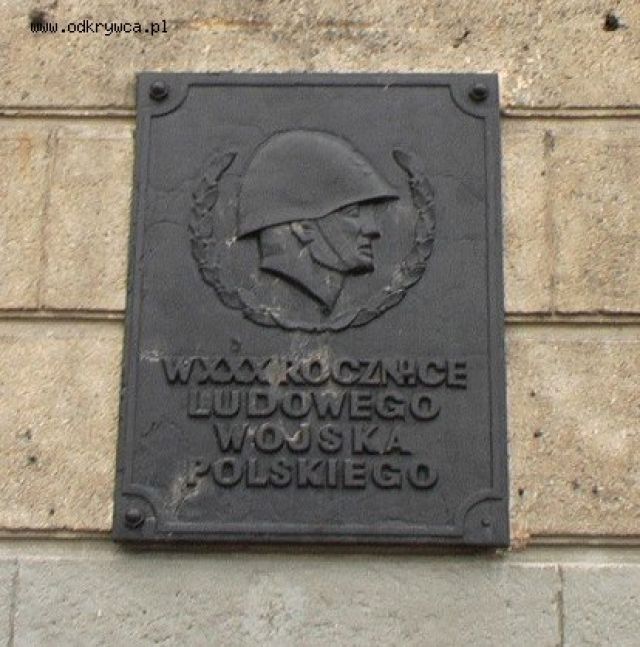 www.odkrywca.pl
W XXX ROCZNICE
LUDOWEGO
WOJSKA
POLSKIEGO